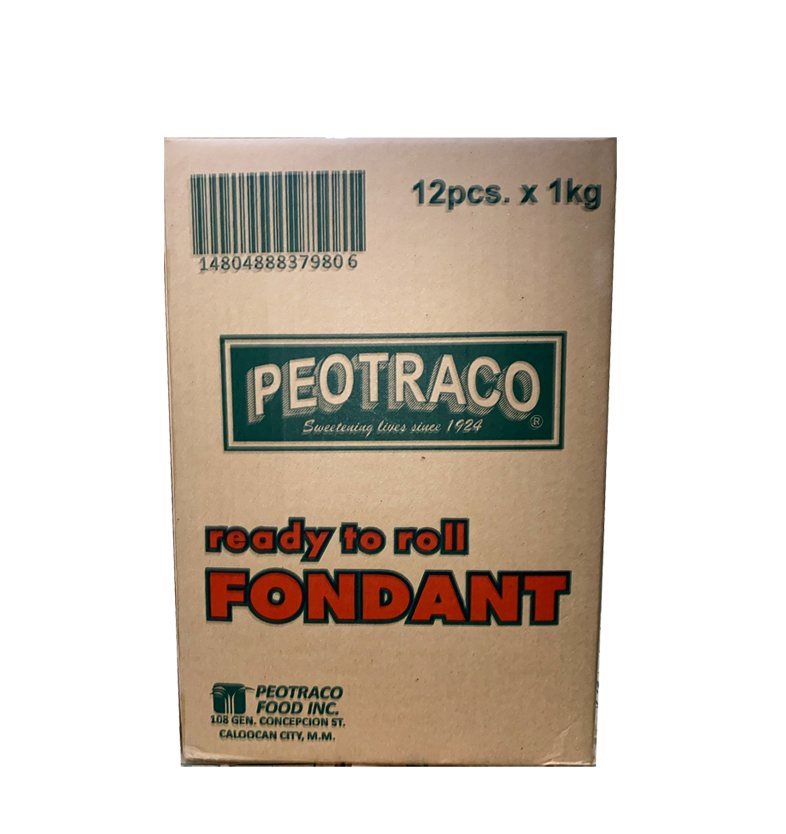 12pcs. x 1kg
14804888379806
PEOTRACO
Sweetening lives since 1924
®
ready to roll
FONDANT
PEOTRACO
FOOD INC.
108 GEN. CONCEPCION ST.
CALOOCAN CITY, M.M.